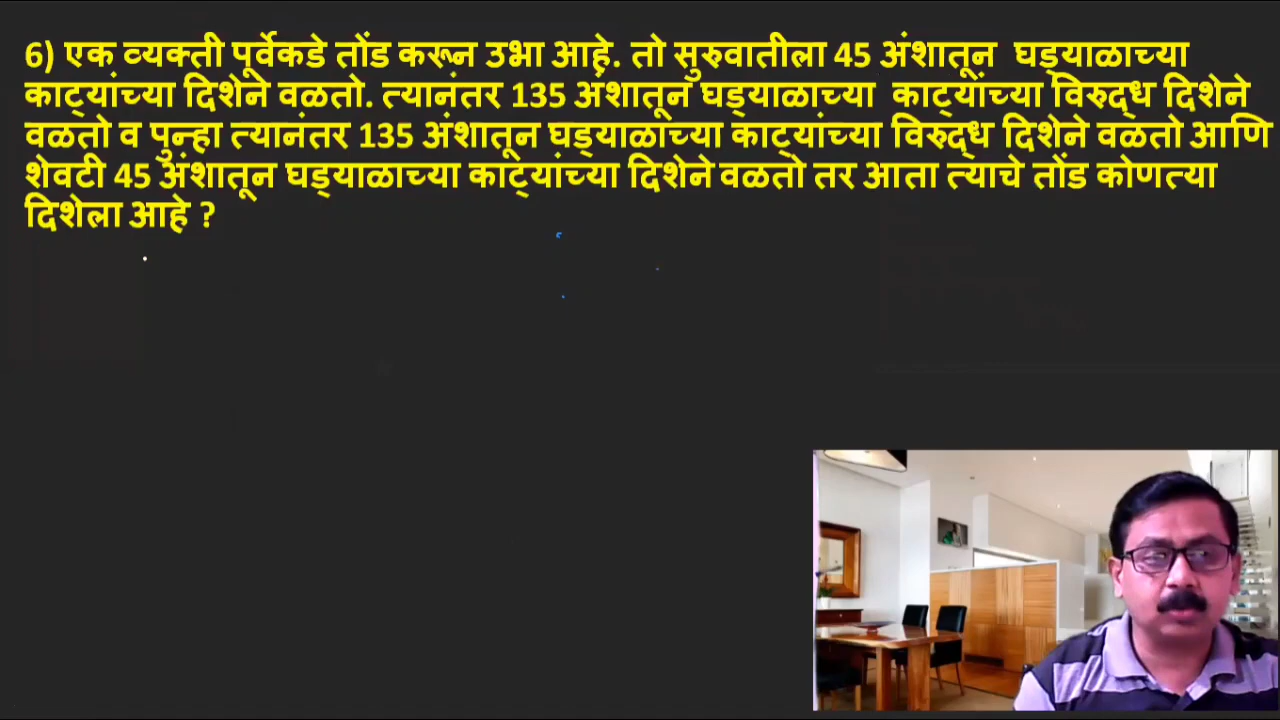 6) एक व्यक्ती पूर्वेकडे तोंड करून उभा आहे. तो सुरुवातीला 45 अंशातून घड्याळाच्या
काट्यांच्या दिशेने वळतो. त्यानंतर 135 अंशातून घड्याळाच्या काट्यांच्या विरुद्ध दिशेने
वळतो व पुन्हा त्यानंतर 135 अंशातून घड्याळाच्या काट्यांच्या विरुद्ध दिशेने वळतो आणि
शेवटी 45 अंशातून घड्याळाच्या काट्यांच्या दिशेने वळतो तर आता त्याचे तोंड कोणत्या
दिशेला आहे ?